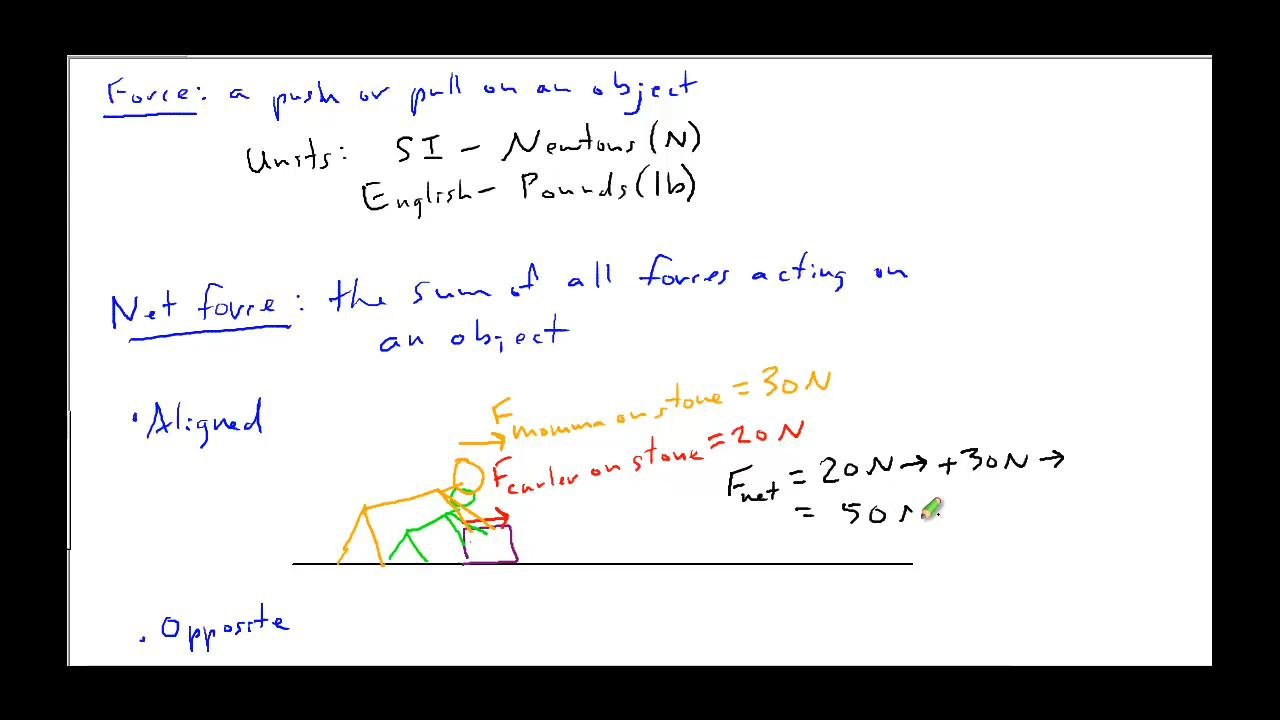 Force: a push or pull on an object
Units: SI - Newtons (N)
English - Pounds (lb)
Net force: the sum of all forces acting on
an object
• Aligned
F momma on stone = 30 N
F curler on stone = 20 N
Fnet = 20 N → + 30 N →
= 50 N
• Opposite